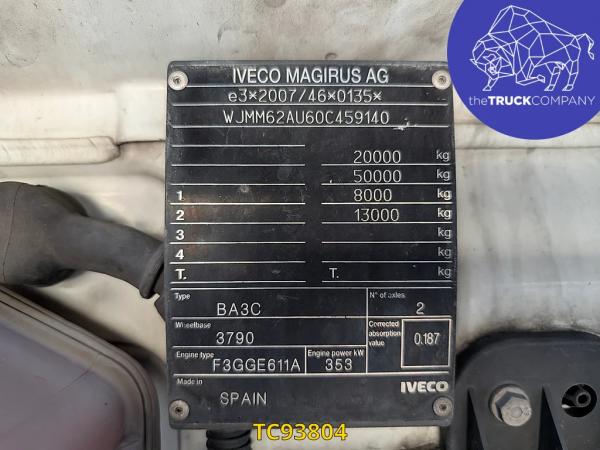 IVECO MAGIRUS AG
e3*2007/46*0135*
WJMM62AU60C459140
20000 kg
50000 kg
1 8000 kg
2 13000 kg
3 kg
4 kg
T. T. kg
Type BA3C N° of axles 2
Wheelbase 3790 Corrected absorption value 0.187
Engine type F3GGE611A Engine power kW 353
Made in SPAIN IVECO
theTRUCKCOMPANY
TC93804